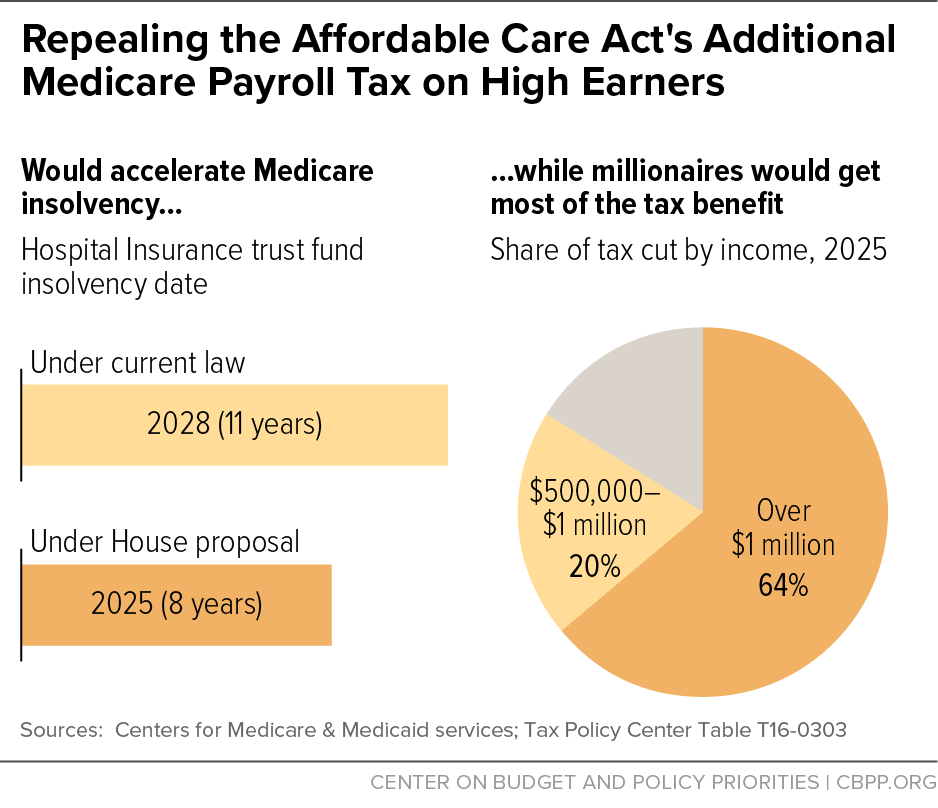 Repealing the Affordable Care Act's Additional
Medicare Payroll Tax on High Earners
Would accelerate Medicare
insolvency...
Hospital Insurance trust fund
insolvency date
Under current law
2028 (11 years)
Under House proposal
2025 (8 years)
...while millionaires would get
most of the tax benefit
Share of tax cut by income, 2025
$500,000–
$1 million
20%
Over
$1 million
64%
Sources: Centers for Medicare & Medicaid services; Tax Policy Center Table T16-0303
CENTER ON BUDGET AND POLICY PRIORITIES | CBPP.ORG